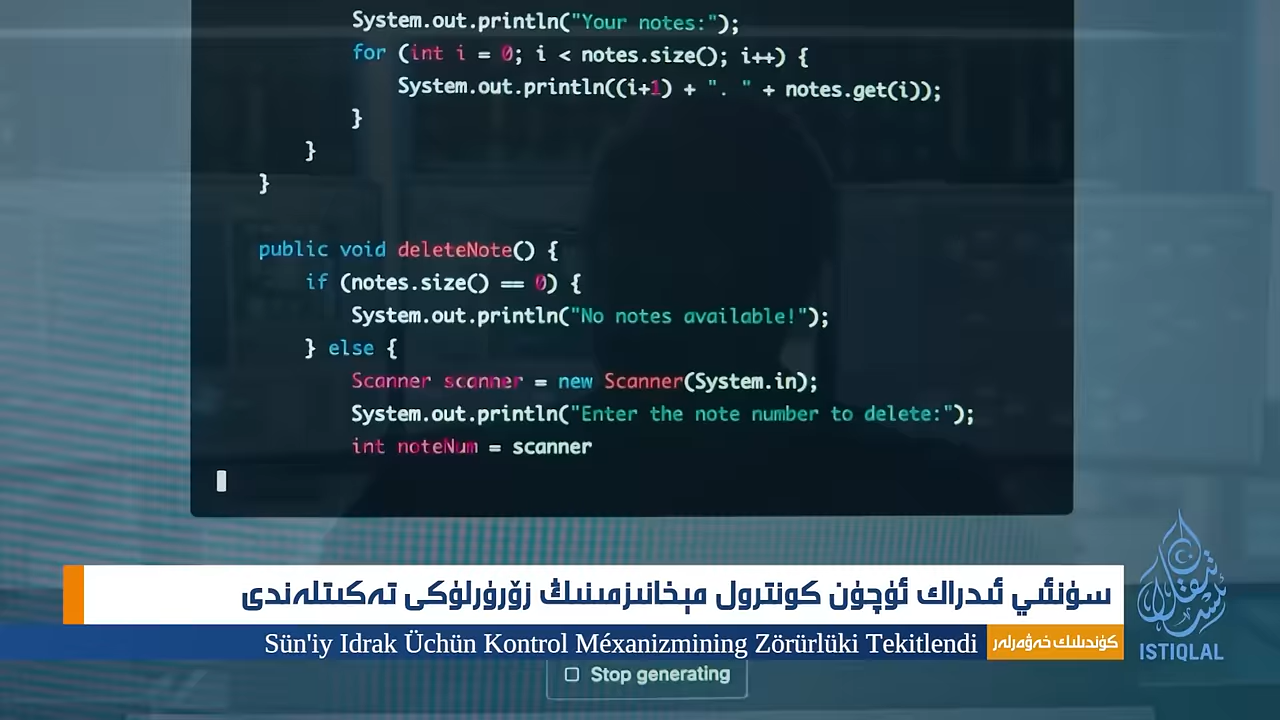 System.out.println("Your notes:");
for (int i = 0; i < notes.size(); i++) {
System.out.println((i+1) + ". " + notes.get(i));
}
}
}
public void deleteNote() {
if (notes.size() == 0) {
System.out.println("No notes available!");
} else {
Scanner scanner = new Scanner(System.in);
System.out.println("Enter the note number to delete:");
int noteNum = scanner
سۈنئىي ئىدراك ئۈچۈن كونترول مېخانىزمىنىڭ زۆرۈرلۈكى تەكىتلەندى
Sün'iy Idrak Üchün Kontrol Méxanizmining Zörürlüki Tekitlendi
كۈندىلىك خەۋەرلەر
ئىستىقلال
ISTIQLAL
Stop generating